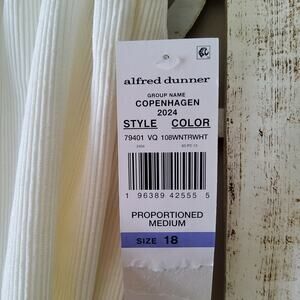 alfred dunner
GROUP NAME
COPENHAGEN
2024
STYLE COLOR
79401 VQ 108WNTRWHT
1 96389 42555 5
PROPORTIONED
MEDIUM
SIZE 18